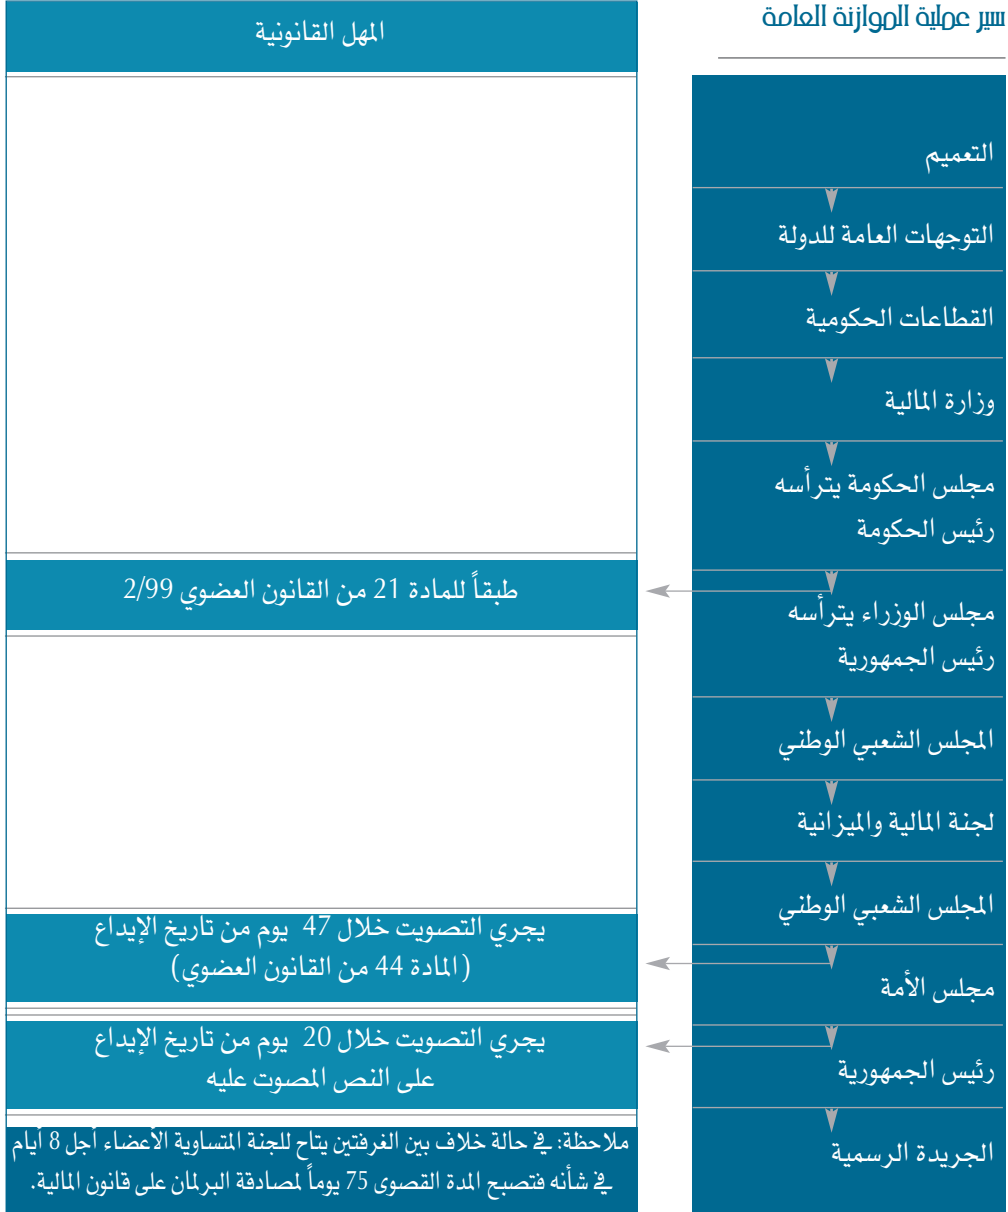 سير عملية الموازنة العامة
التعميم
التوجهات العامة للدولة
القطاعات الحكومية
وزارة المالية
مجلس الحكومة يترأسه
رئيس الحكومة
مجلس الوزراء يترأسه
رئيس الجمهورية
المجلس الشعبي الوطني
لجنة المالية والميزانية
المجلس الشعبي الوطني
مجلس الأمة
رئيس الجمهورية
الجريدة الرسمية
المهل القانونية
طبقاً للمادة 21 من القانون العضوي 2/99
يجري التصويت خلال 47 يوم من تاريخ الإيداع
(المادة 44 من القانون العضوي)
يجري التصويت خلال 20 يوم من تاريخ الإيداع
على النص المصوت عليه
ملاحظة: في حالة خلاف بين الغرفتين يتاح للجنة المتساوية الأعضاء أجل 8 أيام
في شأنه فتصبح المدة القصوى 75 يوماً لمصادقة البرلمان على قانون المالية.